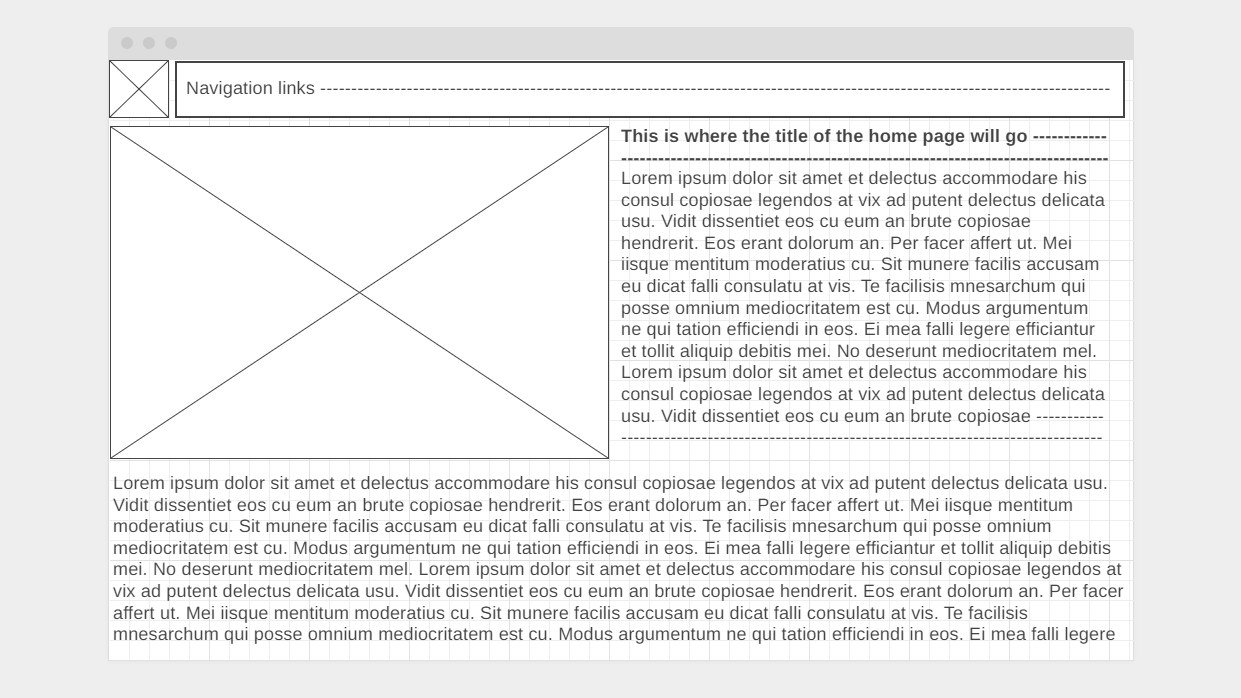 Navigation links --------------------------------------------------------------------------------------------------------------------------------
This is where the title of the home page will go ------------
-------------------------------------------------------------------------------
Lorem ipsum dolor sit amet et delectus accommodare his
consul copiosae legendos at vix ad putent delectus delicata
usu. Vidit dissentiet eos cu eum an brute copiosae
hendrerit. Eos erant dolorum an. Per facer affert ut. Mei
iisque mentitum moderatius cu. Sit munere facilis accusam
eu dicat falli consulatu at vis. Te facilisis mnesarchum qui
posse omnium mediocritatem est cu. Modus argumentum
ne qui tation efficiendi in eos. Ei mea falli legere efficiantur
et tollit aliquip debitis mei. No deserunt mediocritatem mel.
Lorem ipsum dolor sit amet et delectus accommodare his
consul copiosae legendos at vix ad putent delectus delicata
usu. Vidit dissentiet eos cu eum an brute copiosae -----------
------------------------------------------------------------------------------
Lorem ipsum dolor sit amet et delectus accommodare his consul copiosae legendos at vix ad putent delectus delicata usu.
Vidit dissentiet eos cu eum an brute copiosae hendrerit. Eos erant dolorum an. Per facer affert ut. Mei iisque mentitum
moderatius cu. Sit munere facilis accusam eu dicat falli consulatu at vis. Te facilisis mnesarchum qui posse omnium
mediocritatem est cu. Modus argumentum ne qui tation efficiendi in eos. Ei mea falli legere efficiantur et tollit aliquip debitis
mei. No deserunt mediocritatem mel. Lorem ipsum dolor sit amet et delectus accommodare his consul copiosae legendos at
vix ad putent delectus delicata usu. Vidit dissentiet eos cu eum an brute copiosae hendrerit. Eos erant dolorum an. Per facer
affert ut. Mei iisque mentitum moderatius cu. Sit munere facilis accusam eu dicat falli consulatu at vis. Te facilisis
mnesarchum qui posse omnium mediocritatem est cu. Modus argumentum ne qui tation efficiendi in eos. Ei mea falli legere